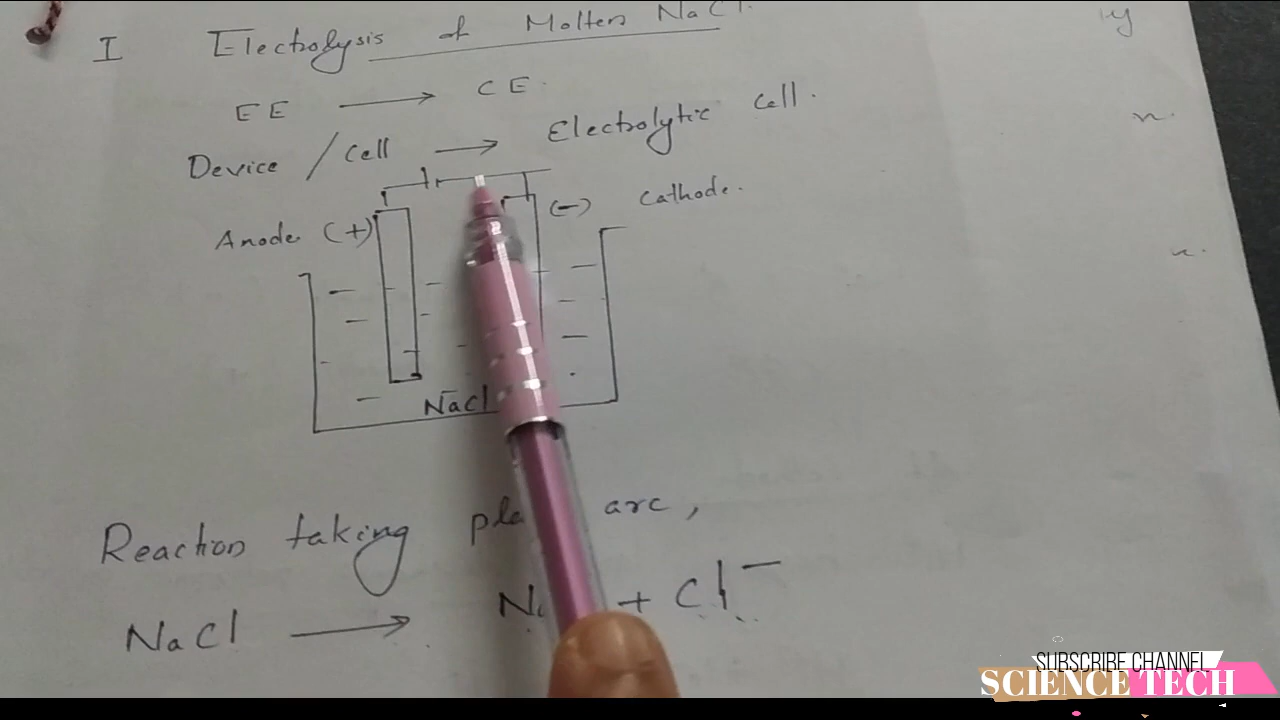 I Electrolysis of Molten NaCl.
EE → CE.
Device / Cell → Electrolytic cell.
Anode (+) (-) cathode.
NaCl
Reaction taking are,
NaCl → + Cl⁻
SUBSCRIBE CHANNEL
SCIENCE TECH